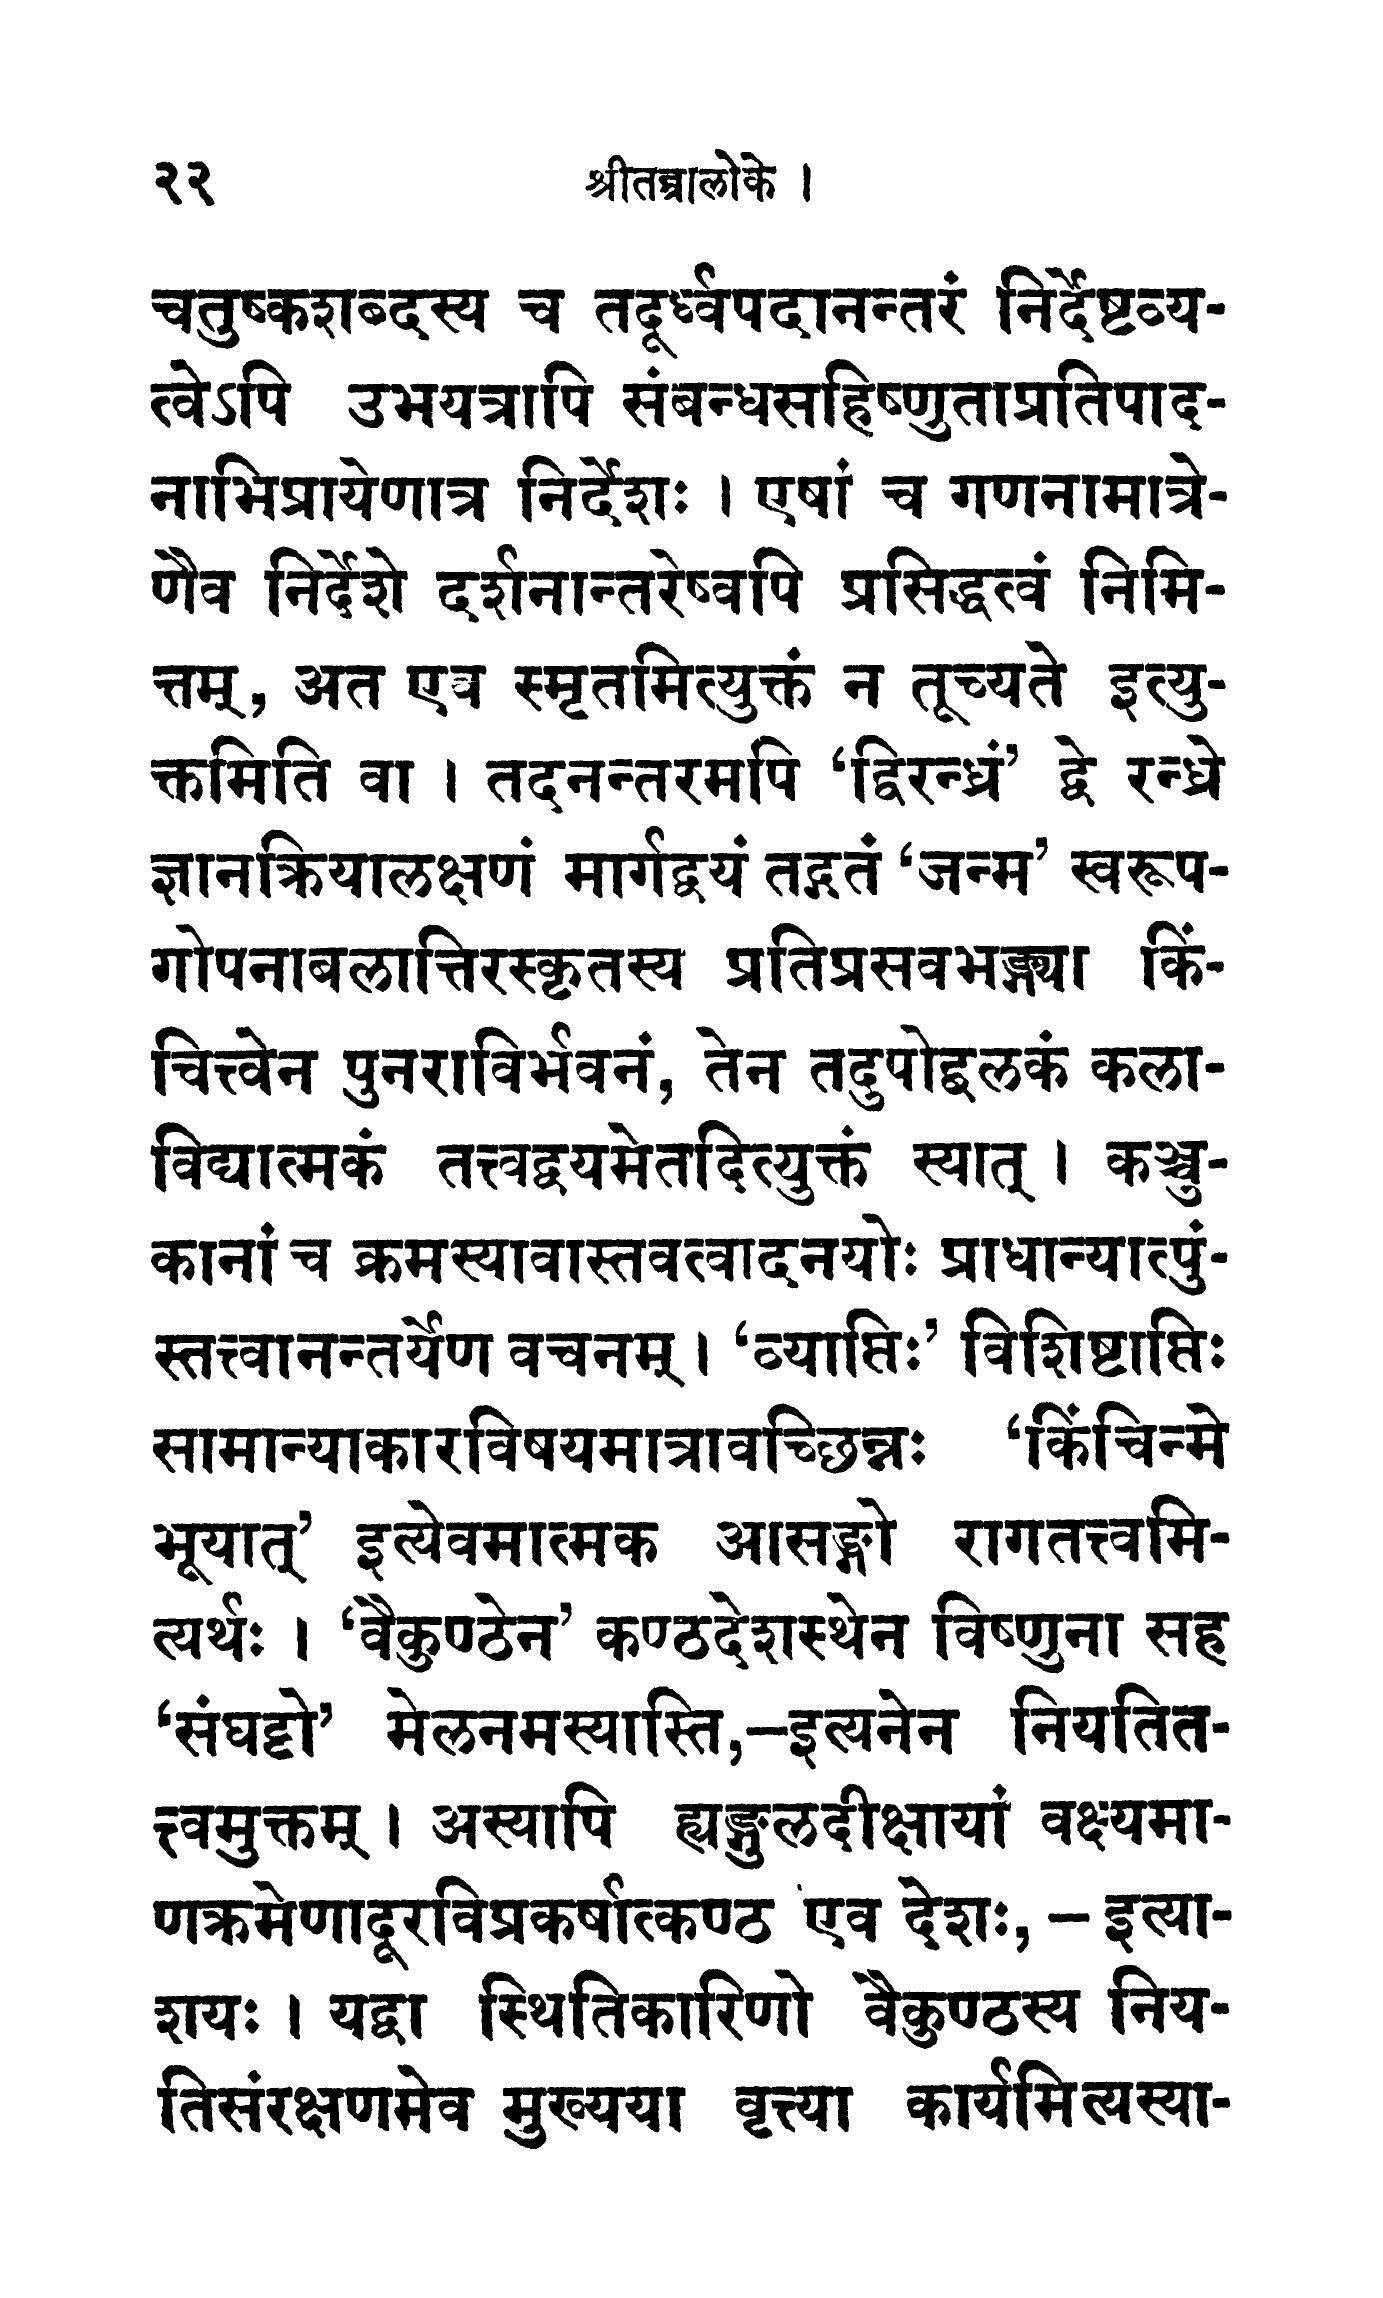 २२ श्रीतन्त्रालोके ।
चतुष्कशब्दस्य च तदूर्ध्वपदानन्तरं निर्देष्टव्य-
त्वेऽपि उभयत्रापि संबन्धसहिष्णुताप्रतिपाद-
नाभिप्रायेणात्र निर्देशः । एषां च गणनामात्रे-
णैव निर्देशे दर्शनान्तरेष्वपि प्रसिद्धत्वं निमि-
त्तम्, अत एव स्मृतमित्युक्तं न तूच्यते इत्यु-
क्तमिति वा । तदनन्तरमपि ‘द्विरन्ध्रं’ द्वे रन्ध्रे
ज्ञानक्रियालक्षणं मार्गद्वयं तद्गतं ‘जन्म’ स्वरूप-
गोपनाबलात्तिरस्कृतस्य प्रतिप्रसवभङ्ग्या किं-
चित्त्वेन पुनराविर्भवनं, तेन तदुपोद्बलकं कला-
विद्यात्मकं तत्त्वद्वयमेतदित्युक्तं स्यात् । कञ्चु-
कानां च क्रमस्यावास्तवत्वादनयोः प्राधान्यात्पुं-
स्तत्त्वानन्तर्येण वचनम् । ‘व्याप्तिः’ विशिष्टाप्तिः
सामान्याकारविषयमात्रावच्छिन्नः ‘किंचिन्मे
भूयात्’ इत्येवमात्मक आसङ्गो रागतत्त्वमि-
त्यर्थः । ‘वैकुण्ठेन’ कण्ठदेशस्थेन विष्णुना सह
‘संघट्टो’ मेलनमस्यास्ति,—इत्यनेन नियतित-
त्त्वमुक्तम् । अस्यापि ह्यङ्गुलदीक्षायां वक्ष्यमा-
णक्रमेणादूरविप्रकर्षात्कण्ठ एव देशः, — इत्या-
शयः । यद्वा स्थितिकारिणो वैकुण्ठस्य निय-
तिसंरक्षणमेव मुख्यया वृत्त्या कार्यमित्यस्या-